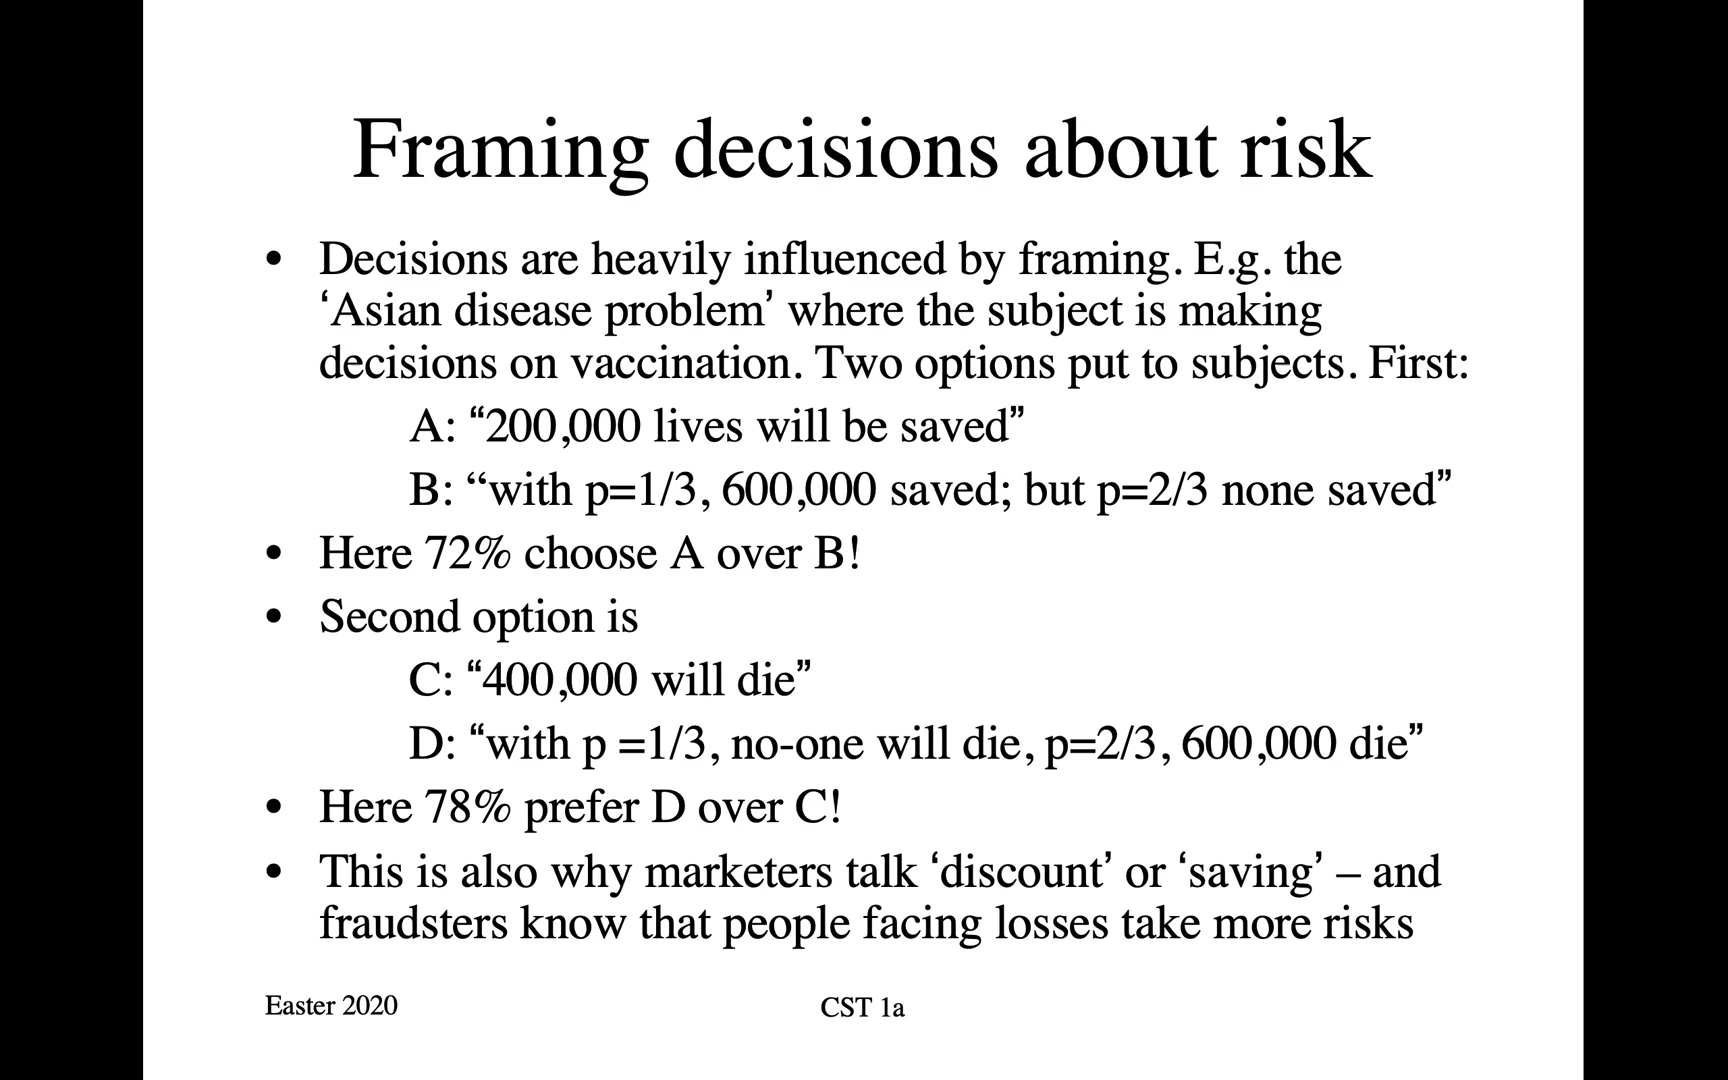 Framing decisions about risk
• Decisions are heavily influenced by framing. E.g. the
‘Asian disease problem’ where the subject is making
decisions on vaccination. Two options put to subjects. First:
A: “200,000 lives will be saved”
B: “with p=1/3, 600,000 saved; but p=2/3 none saved”
• Here 72% choose A over B!
• Second option is
C: “400,000 will die”
D: “with p =1/3, no-one will die, p=2/3, 600,000 die”
• Here 78% prefer D over C!
• This is also why marketers talk ‘discount’ or ‘saving’ – and
fraudsters know that people facing losses take more risks
Easter 2020
CST 1a